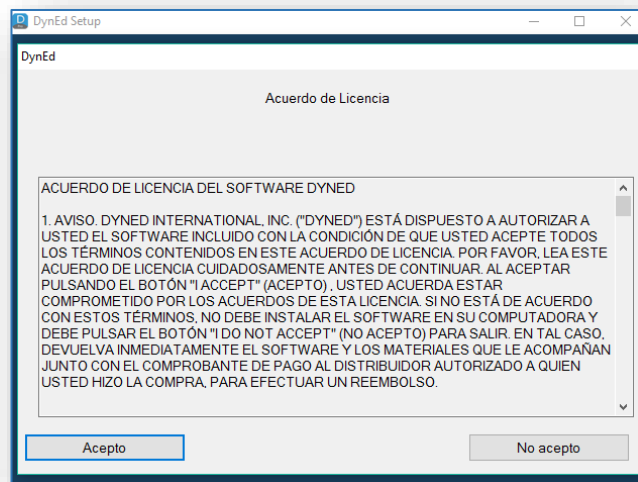 DynEd Setup
DynEd
Acuerdo de Licencia
ACUERDO DE LICENCIA DEL SOFTWARE DYNED
1. AVISO. DYNED INTERNATIONAL, INC. ("DYNED") ESTÁ DISPUESTO A AUTORIZAR A
USTED EL SOFTWARE INCLUIDO CON LA CONDICIÓN DE QUE USTED ACEPTE TODOS
LOS TÉRMINOS CONTENIDOS EN ESTE ACUERDO DE LICENCIA. POR FAVOR, LEA ESTE
ACUERDO DE LICENCIA CUIDADOSAMENTE ANTES DE CONTINUAR. AL ACEPTAR
PULSANDO EL BOTÓN "I ACCEPT" (ACEPTO) , USTED ACUERDA ESTAR
COMPROMETIDO POR LOS ACUERDOS DE ESTA LICENCIA. SI NO ESTÁ DE ACUERDO
CON ESTOS TÉRMINOS, NO DEBE INSTALAR EL SOFTWARE EN SU COMPUTADORA Y
DEBE PULSAR EL BOTÓN "I DO NOT ACCEPT" (NO ACEPTO) PARA SALIR. EN TAL CASO,
DEVUELVA INMEDIATAMENTE EL SOFTWARE Y LOS MATERIALES QUE LE ACOMPAÑAN
JUNTO CON EL COMPROBANTE DE PAGO AL DISTRIBUIDOR AUTORIZADO A QUIEN
USTED HIZO LA COMPRA, PARA EFECTUAR UN REEMBOLSO.
Acepto
No acepto